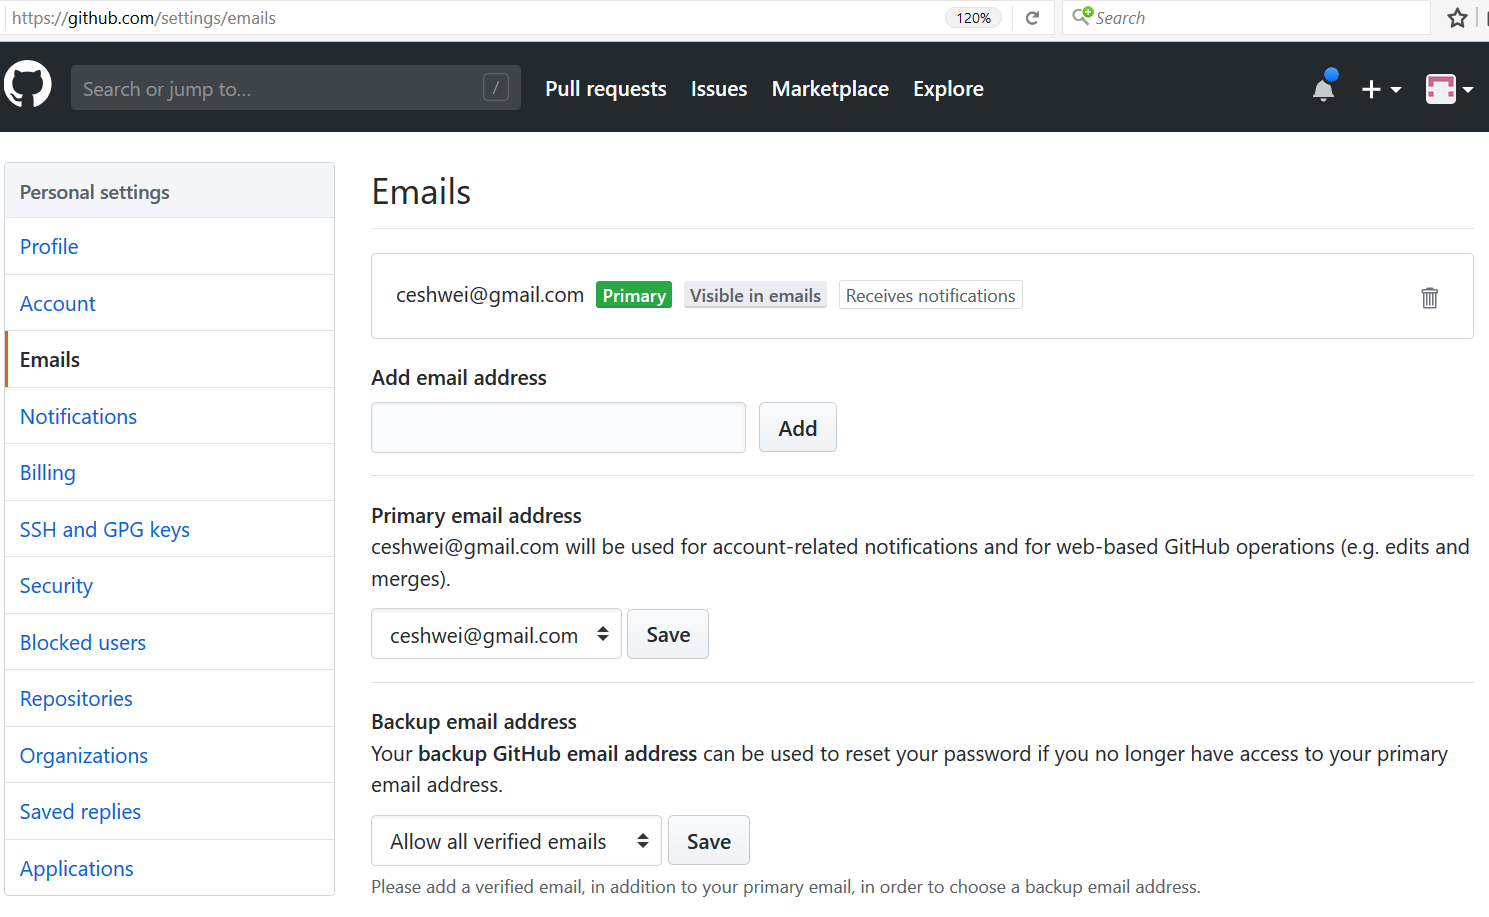 https://github.com/settings/emails
120%
Search
Search or jump to...
/
Pull requests
Issues
Marketplace
Explore
Personal settings
Profile
Account
Emails
Notifications
Billing
SSH and GPG keys
Security
Blocked users
Repositories
Organizations
Saved replies
Applications
Emails
ceshwei@gmail.com Primary Visible in emails Receives notifications
Add email address
Add
Primary email address
ceshwei@gmail.com will be used for account-related notifications and for web-based GitHub operations (e.g. edits and
merges).
ceshwei@gmail.com Save
Backup email address
Your backup GitHub email address can be used to reset your password if you no longer have access to your primary
email address.
Allow all verified emails Save
Please add a verified email, in addition to your primary email, in order to choose a backup email address.